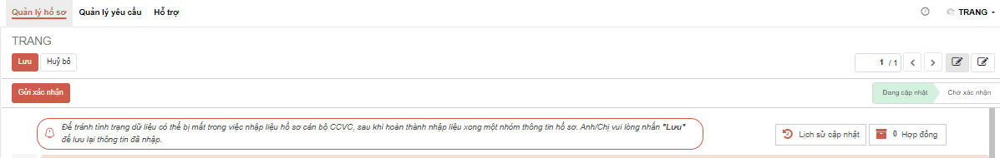 Quản lý hồ sơ Quản lý yêu cầu Hỗ trợ TRANG
TRANG
Lưu Huỷ bỏ 1 / 1
Gửi xác nhận Đang cập nhật Chờ xác nhận
Để tránh tình trạng dữ liệu có thể bị mất trong việc nhập liệu hồ sơ cán bộ CCVC, sau khi hoàn thành nhập liệu xong một nhóm thông tin hồ sơ. Anh/Chị vui lòng nhấn "Lưu"
để lưu lại thông tin đã nhập.
Lịch sử cập nhật 0 Hợp đồng